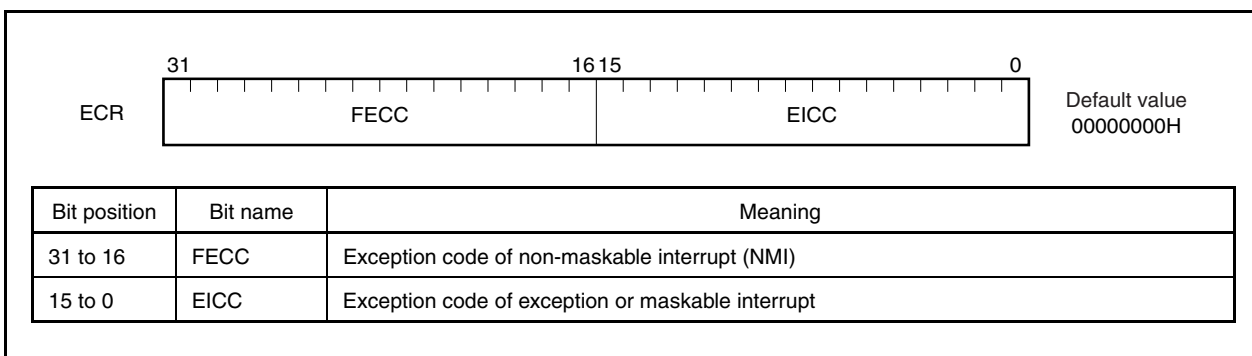 31 16 15 0
ECR FECC EICC Default value
00000000H
Bit position Bit name Meaning
31 to 16 FECC Exception code of non-maskable interrupt (NMI)
15 to 0 EICC Exception code of exception or maskable interrupt